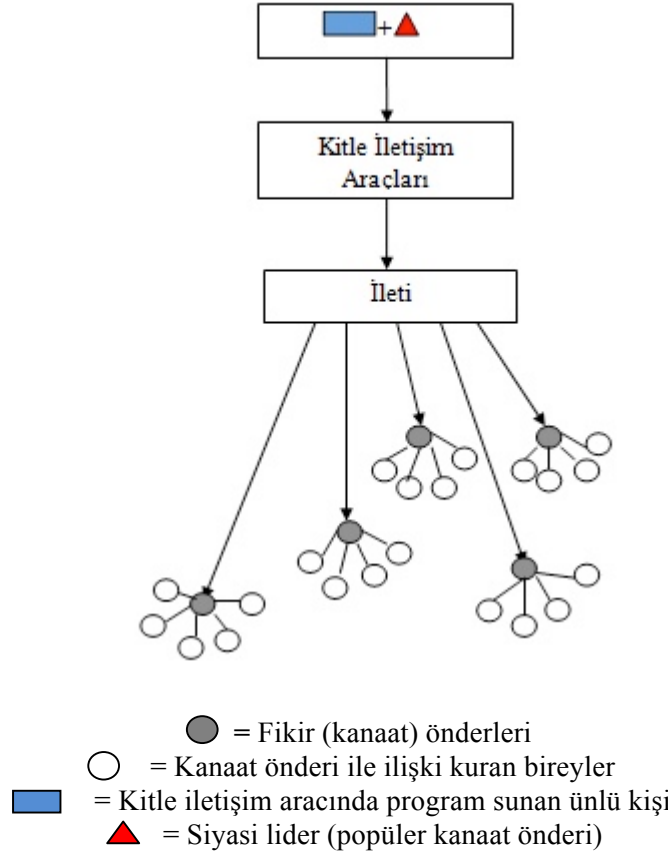 +
Kitle İletişim
Araçları
İleti
= Fikir (kanaat) önderleri
= Kanaat önderi ile ilişki kuran bireyler
= Kitle iletişim aracında program sunan ünlü kişi
= Siyasi lider (popüler kanaat önderi)